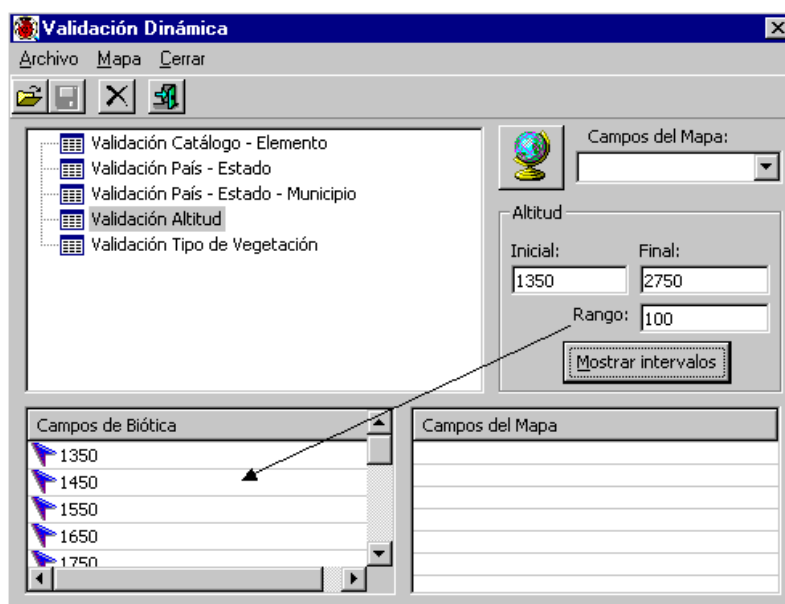 Validación Dinámica
Archivo Mapa Cerrar
Validación Catálogo - Elemento
Validación País - Estado
Validación País - Estado - Municipio
Validación Altitud
Validación Tipo de Vegetación
Campos del Mapa:
Altitud
Inicial: Final:
1350 2750
Rango: 100
Mostrar intervalos
Campos de Biótica
1350
1450
1550
1650
1750
Campos del Mapa